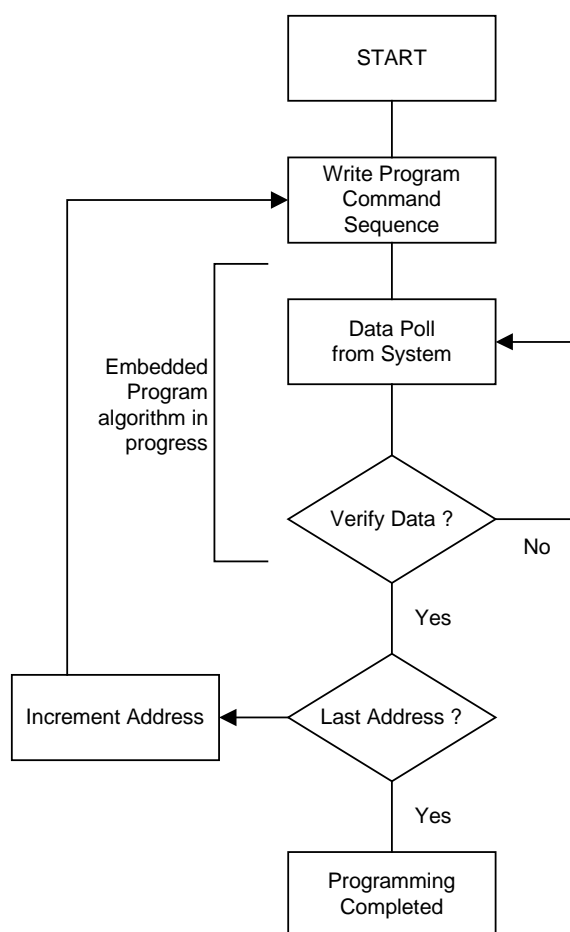 START
Write Program
Command
Sequence
Data Poll
from System
Embedded
Program
algorithm in
progress
Verify Data ?
No
Yes
Increment Address
Last Address ?
Yes
Programming
Completed